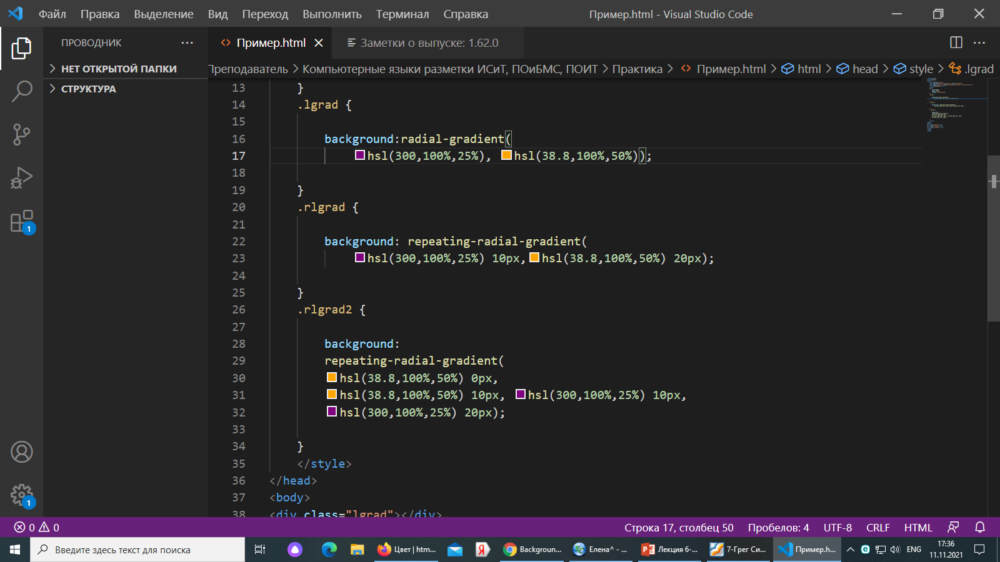 Файл Правка Выделение Вид Переход Выполнить Терминал Справка Пример.html - Visual Studio Code
ПРОВОДНИК ··· <> Пример.html × Заметки о выпуске: 1.62.0 ···
> НЕТ ОТКРЫТОЙ ПАПКИ
Преподаватель > Компьютерные языки разметки ИСиТ, ПОиБМС, ПОИТ > Практика > <> Пример.html > html > head > style > .lgrad
> СТРУКТУРА
13 }
14 .lgrad {
15
16 background:radial-gradient(
17 hsl(300,100%,25%), hsl(38.8,100%,50%));
18
19 }
20 .rlgrad {
21
22 background: repeating-radial-gradient(
23 hsl(300,100%,25%) 10px, hsl(38.8,100%,50%) 20px);
24
25 }
26 .rlgrad2 {
27
28 background:
29 repeating-radial-gradient(
30 hsl(38.8,100%,50%) 0px,
31 hsl(38.8,100%,50%) 10px, hsl(300,100%,25%) 10px,
32 hsl(300,100%,25%) 20px);
33
34 }
35 </style>
36 </head>
37 <body>
38 <div class="lgrad"></div>
1
1
0 0 Строка 17, столбец 50 Пробелов: 4 UTF-8 CRLF HTML
Введите здесь текст для поиска Цвет | htm... Я Backgroun... Елена^ - ... Лекция 6-... 7-Грег Си... Пример.h... ENG 17:36
11.11.2021